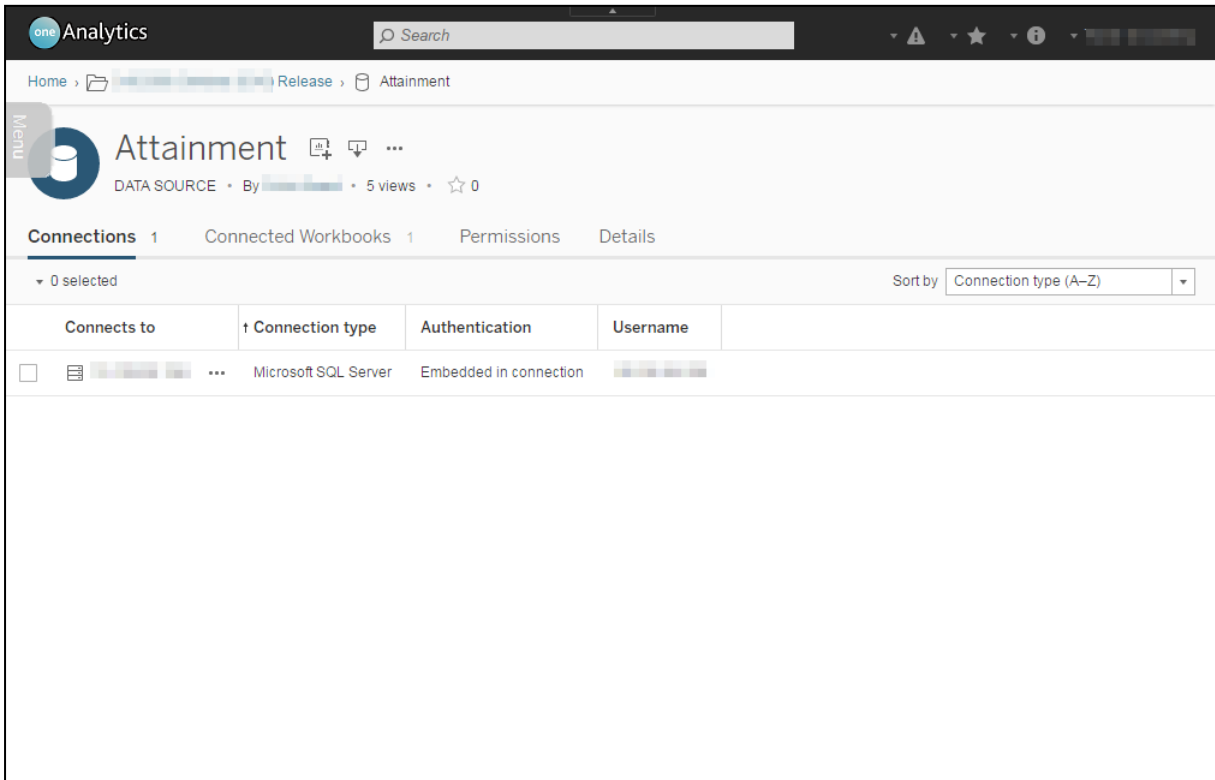 one Analytics
Search
Home › Release › Attainment
Menu
Attainment
DATA SOURCE • By • 5 views • 0
Connections 1 Connected Workbooks 1 Permissions Details
0 selected Sort by Connection type (A–Z)
Connects to ↑ Connection type Authentication Username
... Microsoft SQL Server Embedded in connection